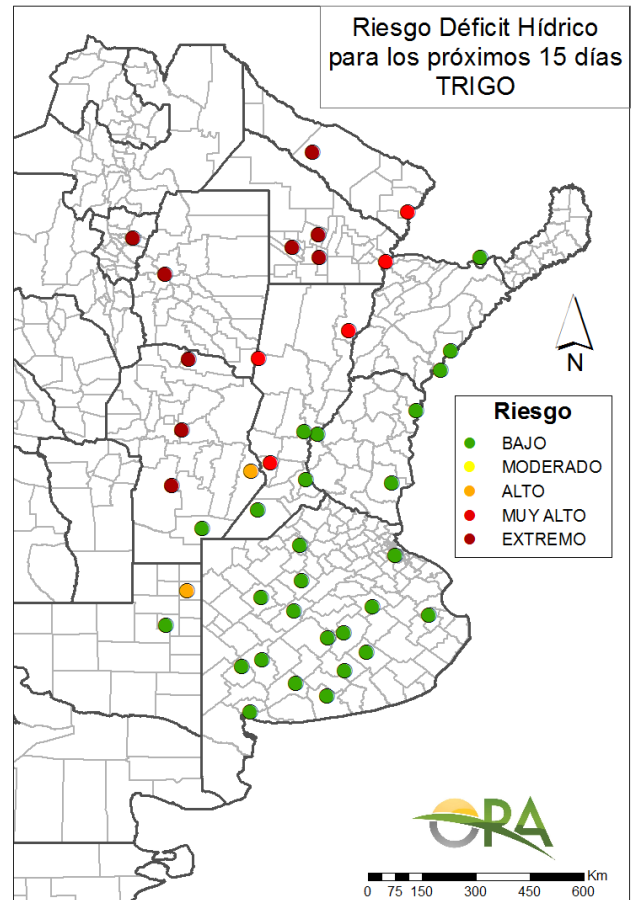 Riesgo Déficit Hídrico
para los próximos 15 días
TRIGO
N
Riesgo
BAJO
MODERADO
ALTO
MUY ALTO
EXTREMO
ORA
Km
0 75 150 300 450 600